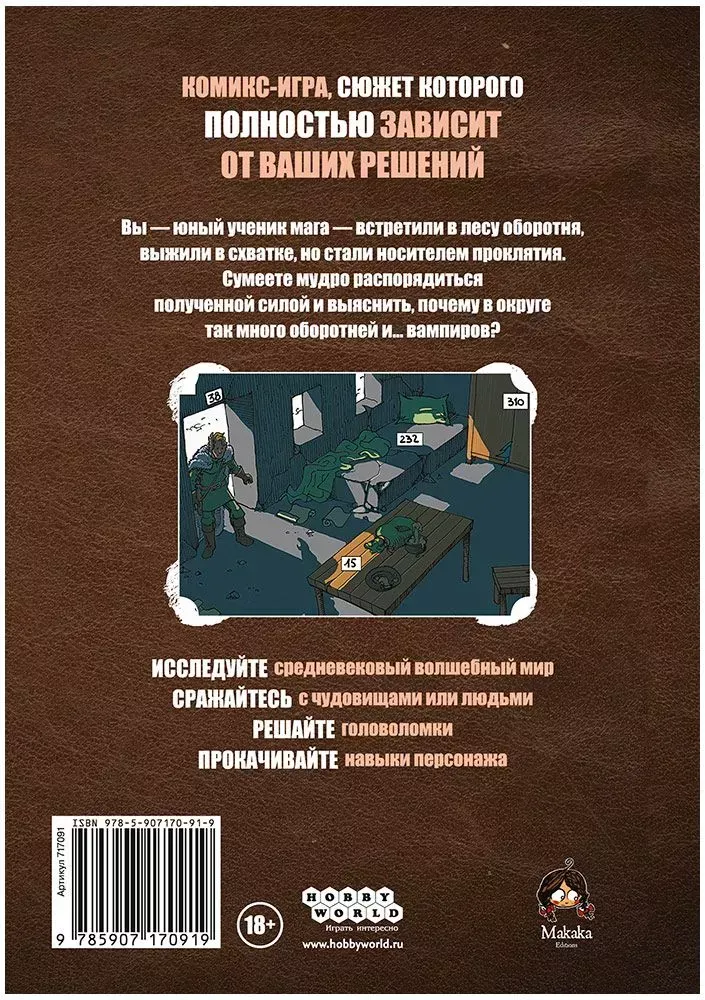 КОМИКС-ИГРА, СЮЖЕТ КОТОРОГО
ПОЛНОСТЬЮ ЗАВИСИТ
ОТ ВАШИХ РЕШЕНИЙ
Вы — юный ученик мага — встретили в лесу оборотня,
выжили в схватке, но стали носителем проклятия.
Сумеете мудро распорядиться
полученной силой и выяснить, почему в округе
так много оборотней и... вампиров?
38
310
232
15
ИССЛЕДУЙТЕ средневековый волшебный мир
СРАЖАЙТЕСЬ с чудовищами или людьми
РЕШАЙТЕ головоломки
ПРОКАЧИВАЙТЕ навыки персонажа
Артикул 717091
ISBN 978-5-907170-91-9
9 785907 170919
18+
HOBBY
WORLD
Играть интересно
www.hobbyworld.ru
Makaka
Editions